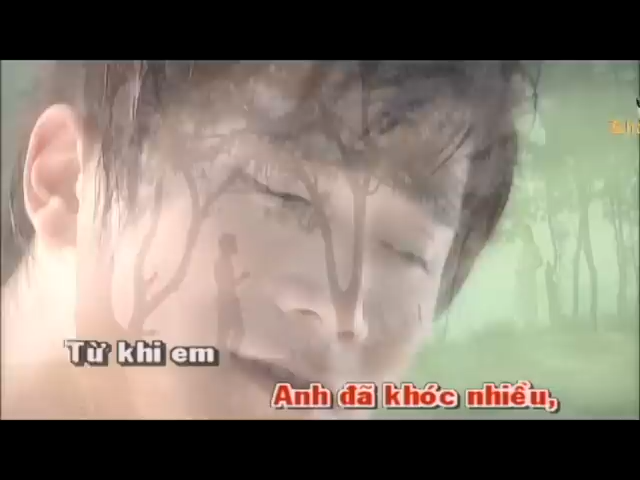 Từ khi em
Anh đã khóc nhiều,